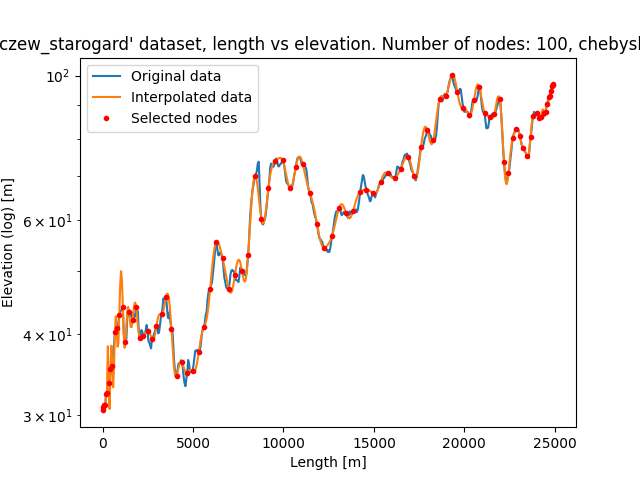 czew_starogard' dataset, length vs elevation. Number of nodes: 100, chebysh
Original data
Interpolated data
Selected nodes
10²
6 × 10¹
4 × 10¹
3 × 10¹
Elevation (log) [m]
0 5000 10000 15000 20000 25000
Length [m]